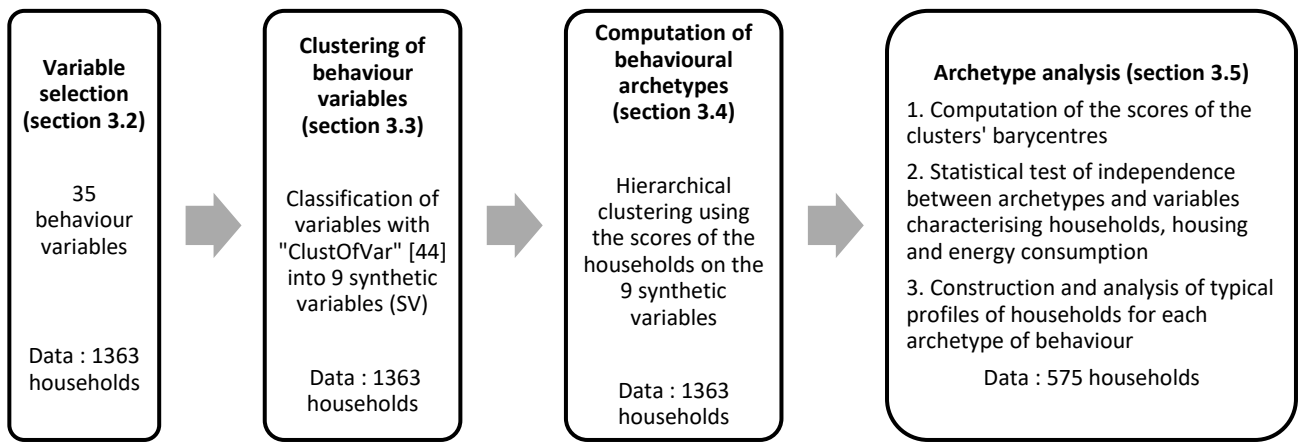 Variable
selection
(section 3.2)
35
behaviour
variables
Data : 1363
households
Clustering of
behaviour
variables
(section 3.3)
Classification of
variables with
"ClustOfVar" [44]
into 9 synthetic
variables (SV)
Data : 1363
households
Computation of
behavioural
archetypes
(section 3.4)
Hierarchical
clustering using
the scores of the
households on the
9 synthetic
variables
Data : 1363
households
Archetype analysis (section 3.5)
1. Computation of the scores of the
clusters' barycentres
2. Statistical test of independence
between archetypes and variables
characterising households, housing
and energy consumption
3. Construction and analysis of typical
profiles of households for each
archetype of behaviour
Data : 575 households